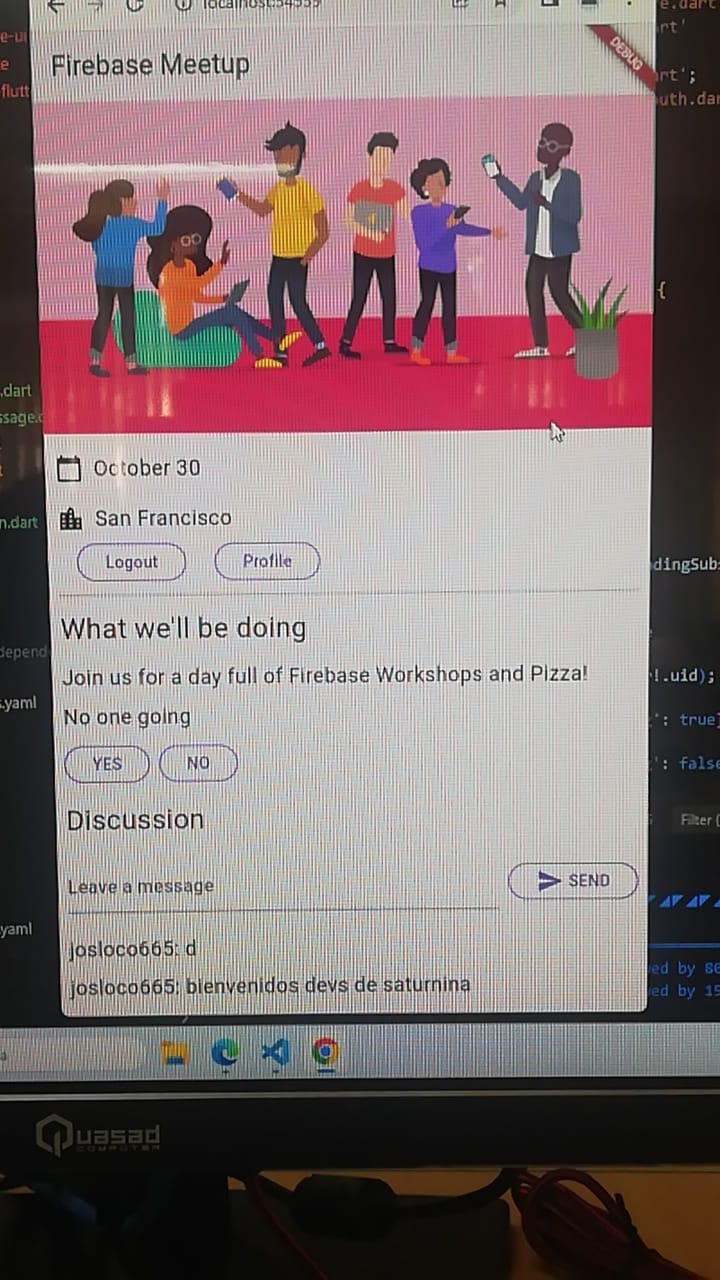 localhost:54339
e.dart
rt'
e-ui
e
flutt
rt';
uth.dar
DEBUG
Firebase Meetup
{
.dart
ssage.c
October 30
San Francisco
n.dart
Logout Profile
dingSub
What we'll be doing
depend
Join us for a day full of Firebase Workshops and Pizza!
!.uid);
s.yaml
No one going
': true
YES NO
': false
Discussion
Filter (
Leave a message
SEND
yaml
josloco665: d
ed by 80
josloco665: bienvenidos devs de saturnina
ed by 15
Quasad
COMPUTER